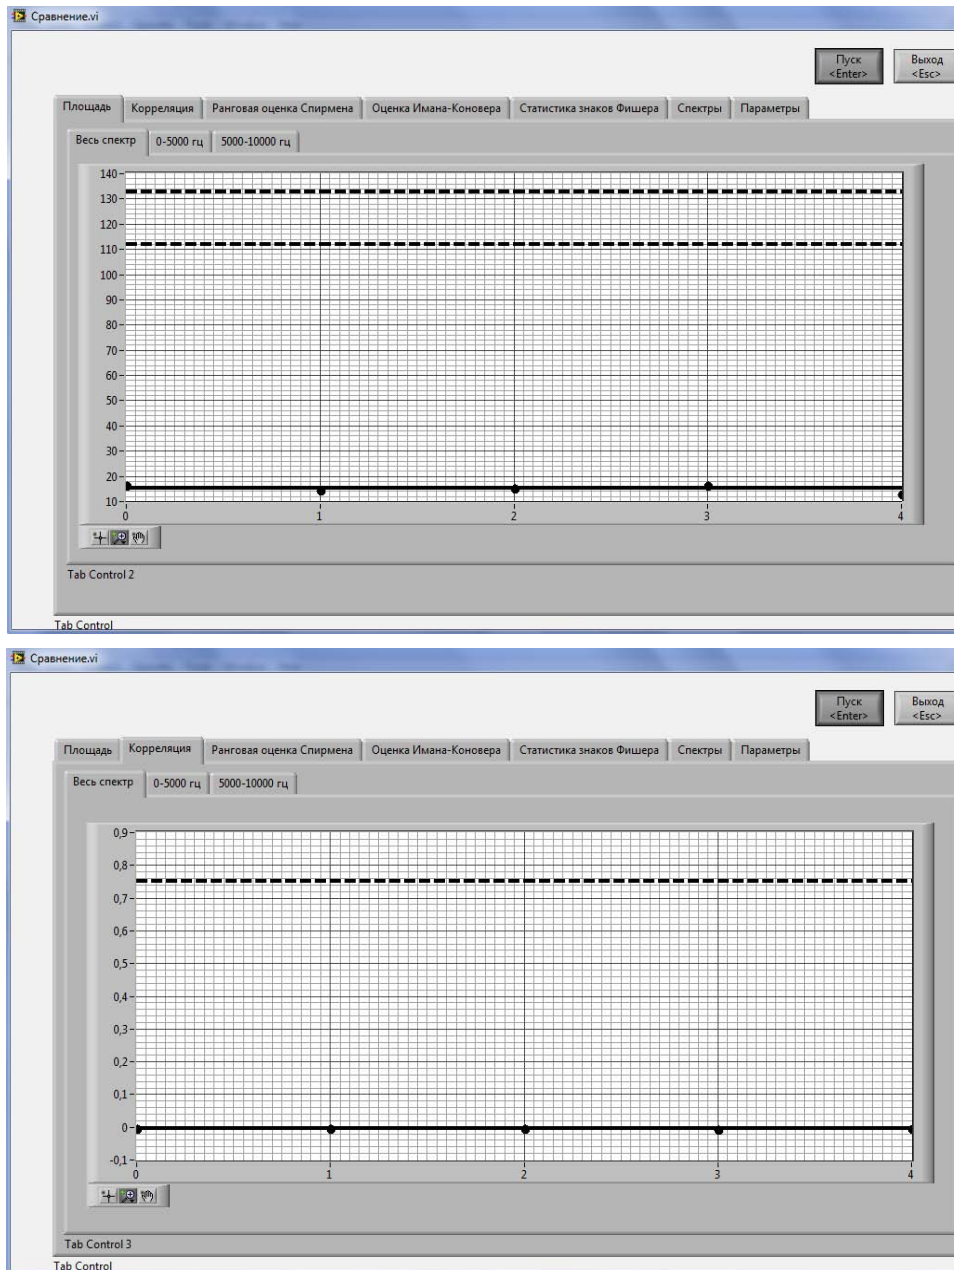 Сравнение.vi
Пуск
<Enter>
Выход
<Esc>
Площадь Корреляция Ранговая оценка Спирмена Оценка Имана-Коновера Статистика знаков Фишера Спектры Параметры
Весь спектр 0-5000 гц 5000-10000 гц
140
130
120
110
100
90
80
70
60
50
40
30
20
10
0 1 2 3 4
Tab Control 2
Tab Control
Сравнение.vi
Пуск
<Enter>
Выход
<Esc>
Площадь Корреляция Ранговая оценка Спирмена Оценка Имана-Коновера Статистика знаков Фишера Спектры Параметры
Весь спектр 0-5000 гц 5000-10000 гц
0,9
0,8
0,7
0,6
0,5
0,4
0,3
0,2
0,1
0
-0,1
0 1 2 3 4
Tab Control 3
Tab Control